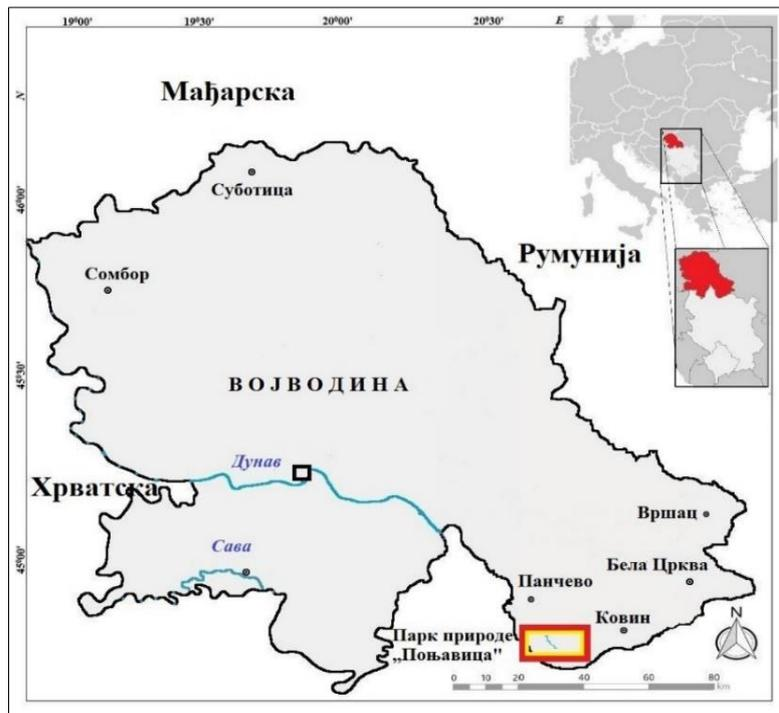 19°00' 19°30' 20°00' 20°30' E
N
Мађарска
Суботица
46°00'
Румунија
Сомбор
45°30'
ВОЈВОДИНА
Дунав
Хрватска
Вршац
Сава
45°00'
Бела Црква
Панчево
Ковин
N
Парк природе
„Поњавица"
0 10 20 40 60 80
km